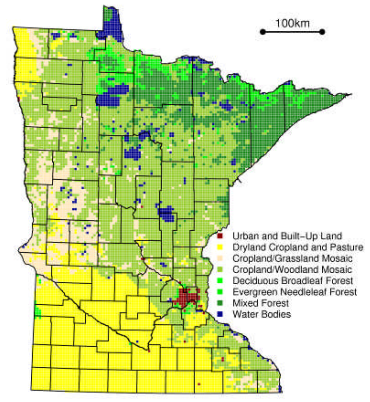 100km
Urban and Built-Up Land
Dryland Cropland and Pasture
Cropland/Grassland Mosaic
Cropland/Woodland Mosaic
Deciduous Broadleaf Forest
Evergreen Needleleaf Forest
Mixed Forest
Water Bodies